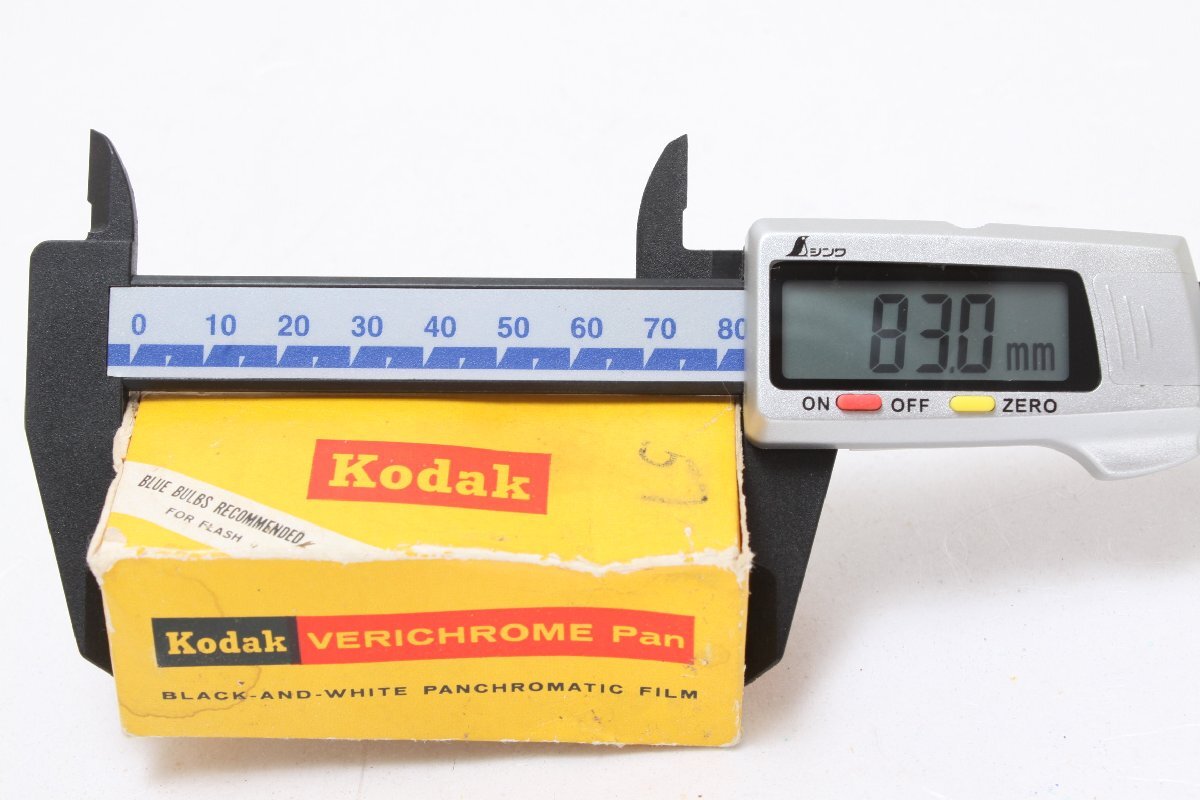 シンワ
83.0 mm
ON OFF ZERO
0 10 20 30 40 50 60 70 80
Kodak
BLUE BULBS RECOMMENDED
FOR FLASH
Kodak VERICHROME Pan
BLACK-AND-WHITE PANCHROMATIC FILM